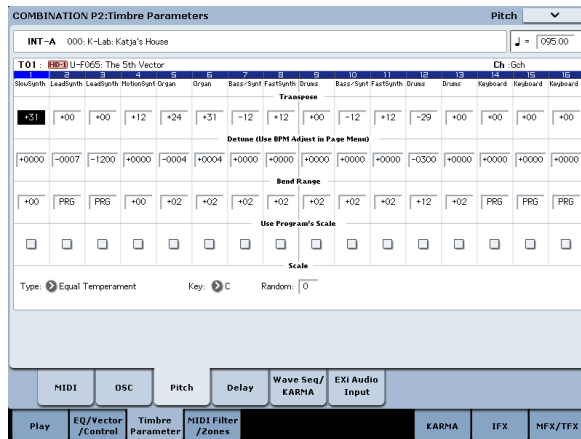 COMBINATION P2:Timbre Parameters Pitch
INT-A 000: K-Lab: Katja's House ♩ = 095.00
T01 : HD-1 U-F065: The 5th Vector Ch :Gch
1 2 3 4 5 6 7 8 9 10 11 12 13 14 15 16
SlowSynth LeadSynth LeadSynth MotionSynt Organ Organ Bass/Synt FastSynth Drums Bass/Synt FastSynth Drums Drums Keyboard Keyboard Keyboard
Transpose
+31 +00 +00 +12 +24 +31 -12 +12 +00 -12 +12 -29 +00 +00 +00 +00
Detune (Use BPM Adjust in Page Menu)
+0000 -0007 -1200 +0000 -0004 +0004 +0000 +0000 +0000 +0000 +0000 -0300 +0000 +0000 +0000 +0000
Bend Range
+00 PRG PRG +00 +02 +02 +02 +02 +02 +02 +02 +12 +02 PRG PRG PRG
Use Program's Scale
Scale
Type: Equal Temperament Key: C Random: 0
MIDI OSC Pitch Delay Wave Seq/ KARMA EXi Audio Input
Play EQ/Vector /Control Timbre Parameter MIDI Filter /Zones KARMA IFX MFX/TFX